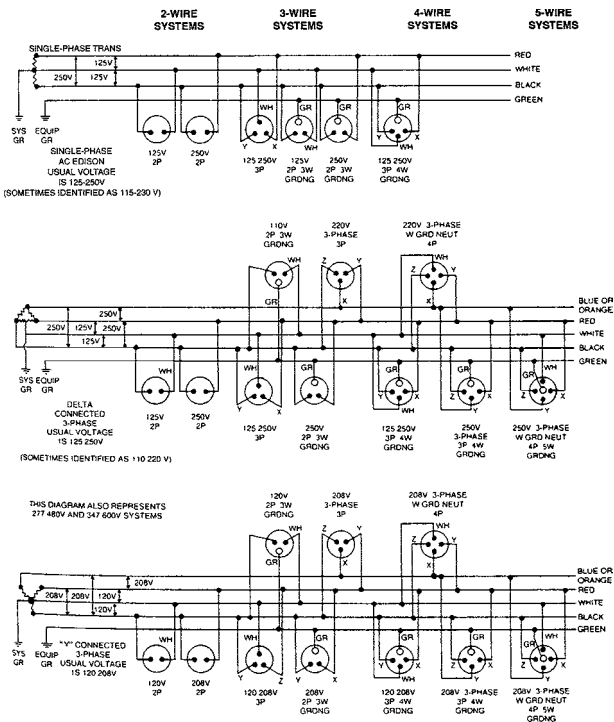 2-WIRE SYSTEMS
3-WIRE SYSTEMS
4-WIRE SYSTEMS
5-WIRE SYSTEMS
SINGLE-PHASE TRANS
125V
250V
125V
RED
WHITE
BLACK
GREEN
SYS GR
EQUIP GR
WH
GR
GR
GR
Y
X
WH
Y
X
WH
SINGLE-PHASE
AC EDISON
USUAL VOLTAGE
IS 125-250V
(SOMETIMES IDENTIFIED AS 115-230 V)
125V
2P
250V
2P
125 250V
3P
125V
2P 3W
GRDNG
250V
2P 3W
GRDNG
125 250V
3P 4W
GRDNG
110V
2P 3W
GRDNG
220V
3-PHASE
3P
220V 3-PHASE
W GRD NEUT
4P
WH
GR
Z
Y
X
WH
Z
Y
X
250V
250V
125V
250V
125V
BLUE OR
ORANGE
RED
WHITE
BLACK
GREEN
SYS GR
EQUIP GR
WH
WH
Y
X
GR
GR
Y
X
WH
GR
Z
X
Y
WH
GR
Z
X
Y
DELTA
CONNECTED
3-PHASE
USUAL VOLTAGE
IS 125 250V
(SOMETIMES IDENTIFIED AS 110 220 V)
125V
2P
250V
2P
125 250V
3P
250V
2P 3W
GRDNG
125 250V
3P 4W
GRDNG
250V
3-PHASE
3P 4W
GRDNG
250V 3-PHASE
W GRD NEUT
4P 5W
GRDNG
THIS DIAGRAM ALSO REPRESENTS
277 480V AND 347 600V SYSTEMS
120V
2P 3W
GRDNG
208V
3-PHASE
3P
208V 3-PHASE
W GRD NEUT
4P
WH
GR
Z
Y
X
WH
Z
Y
X
208V
208V
208V
120V
120V
BLUE OR
ORANGE
RED
WHITE
BLACK
GREEN
SYS GR
EQUIP GR
WH
WH
Y
Z
GR
GR
Y
X
WH
GR
Z
X
Y
WH
GR
Z
X
Y
"Y" CONNECTED
3-PHASE
USUAL VOLTAGE
IS 120 208V
120V
2P
208V
2P
120 208V
3P
208V
2P 3W
GRDNG
120 208V
3P 4W
GRDNG
208V 3-PHASE
3P 4W
GRDNG
208V 3-PHASE
W GRD NEUT
4P 5W
GRDNG